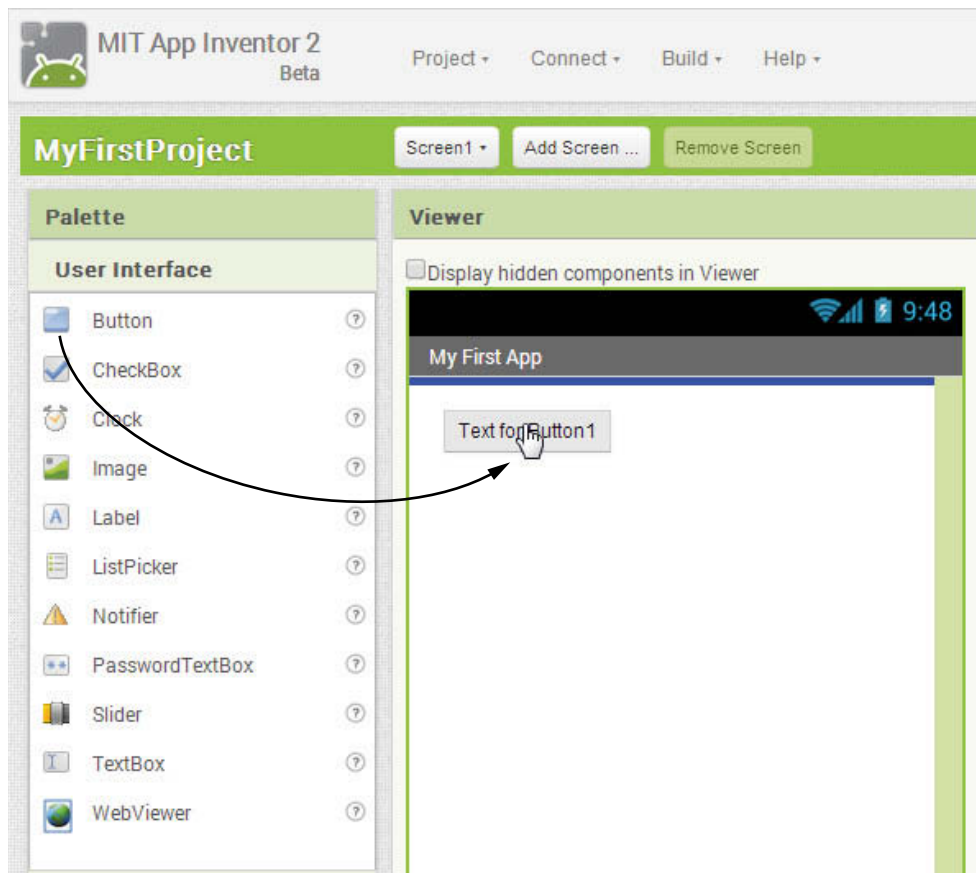 MIT App Inventor 2
Beta
Project Connect Build Help
MyFirstProject Screen1 Add Screen ... Remove Screen
Palette
User Interface
Button ?
CheckBox ?
Clock ?
Image ?
Label ?
ListPicker ?
Notifier ?
PasswordTextBox ?
Slider ?
TextBox ?
WebViewer ?
Viewer
Display hidden components in Viewer
9:48
My First App
Text for Button1